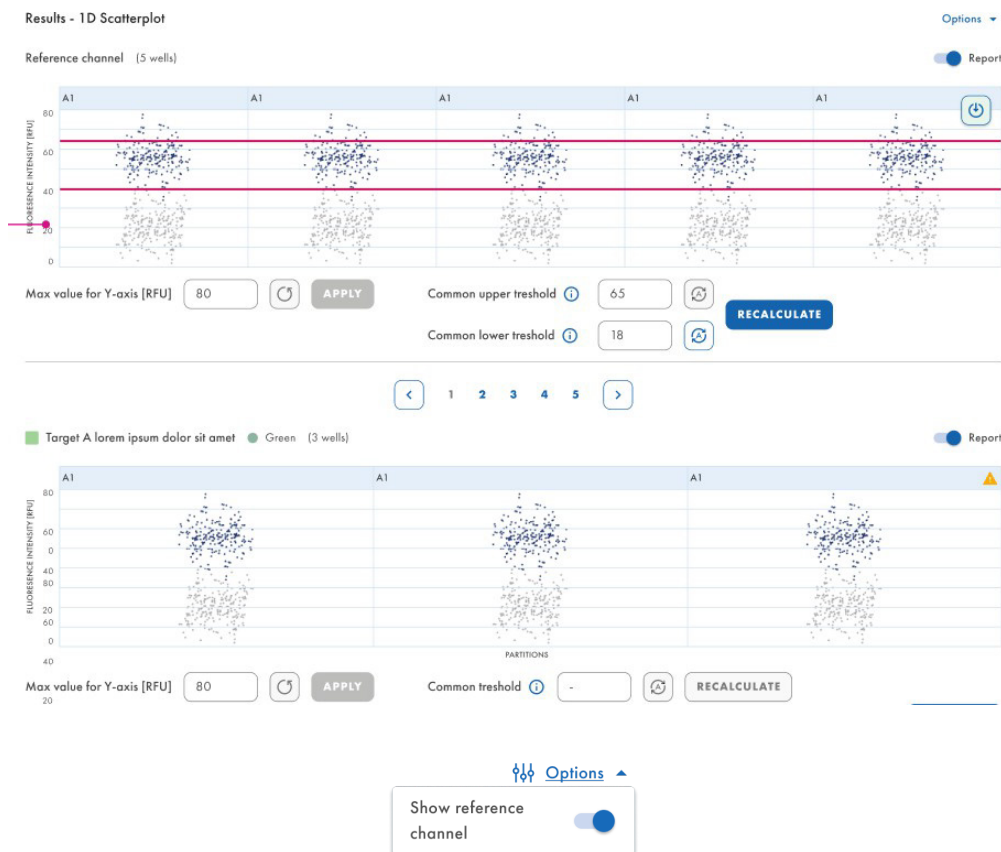 Results - 1D Scatterplot
Options
Reference channel (5 wells)
Report
A1 A1 A1 A1 A1
FLUORESENCE INTENSITY [RFU]
80
60
40
20
0
Max value for Y-axis [RFU] 80 APPLY Common upper treshold i 65 A
RECALCULATE
Common lower treshold i 18 A
1 2 3 4 5
Target A lorem ipsum dolor sit amet Green (3 wells)
Report
A1 A1 A1
FLUORESENCE INTENSITY [RFU]
80
60
0
40
80
20
60
0
PARTITIONS
40
Max value for Y-axis [RFU] 80 APPLY Common treshold i - A RECALCULATE
20
Options
Show reference
channel